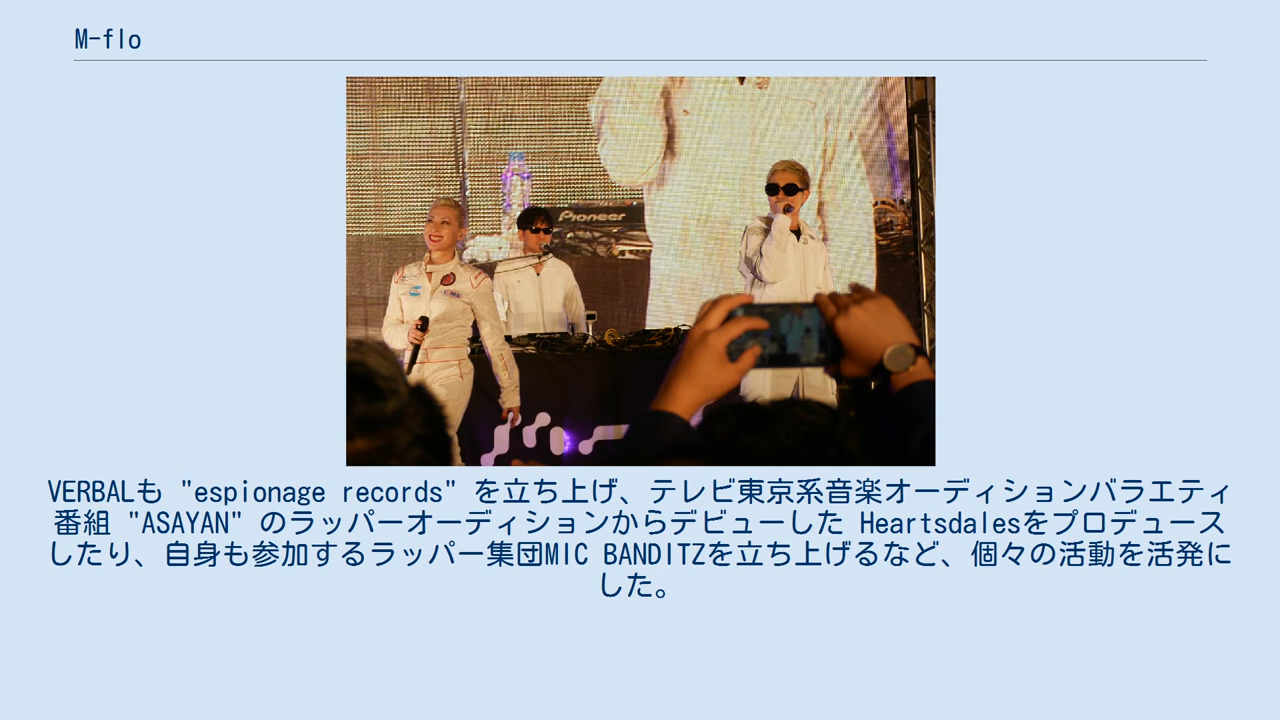 M-flo
Pioneer
VERBALも "espionage records" を立ち上げ、テレビ東京系音楽オーディションバラエティ
番組 "ASAYAN" のラッパーオーディションからデビューした Heartsdalesをプロデュース
したり、自身も参加するラッパー集団MIC BANDITZを立ち上げるなど、個々の活動を活発に
した。